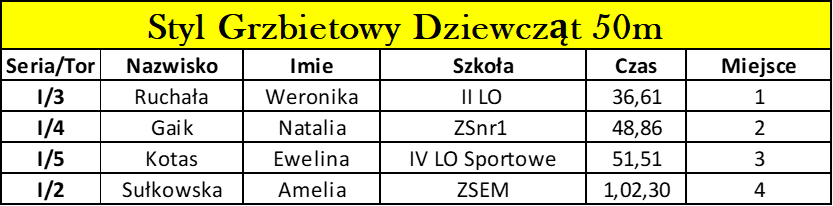 Styl Grzbietowy Dziewcząt 50m
Seria/Tor Nazwisko Imie Szkoła Czas Miejsce
I/3 Ruchała Weronika II LO 36,61 1
I/4 Gaik Natalia ZSnr1 48,86 2
I/5 Kotas Ewelina IV LO Sportowe 51,51 3
I/2 Sułkowska Amelia ZSEM 1,02,30 4